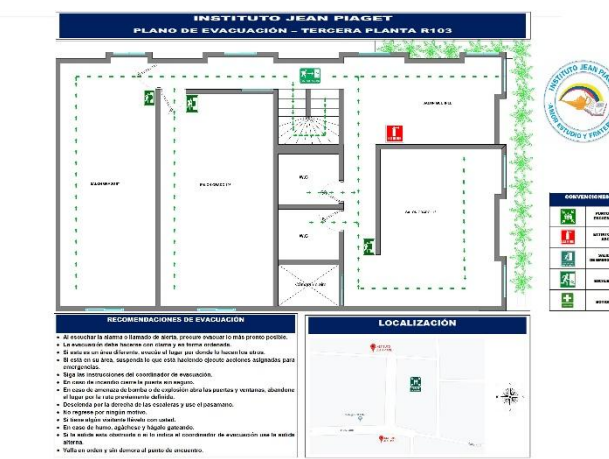 INSTITUTO JEAN PIAGET
PLANO DE EVACUACIÓN – TERCERA PLANTA R103
INSTITUTO JEAN PIAGET
AMOR ESTUDIO Y
W.C
W.C
CONVENCIONES
RECOMENDACIONES DE EVACUACIÓN
• Al escuchar la alarma o llamado de alerta, procure evacuar lo más pronto posible.
• La evacuación debe hacerse con calma y en forma ordenada.
• Si esta es un área diferente, evacúe el lugar por donde lo hacen los otros.
• Si está en su área, suspenda lo que está haciendo ejecute acciones asignadas para
emergencias.
• Siga las instrucciones del coordinador de evacuación.
• En caso de incendio cierre la puerta sin seguro.
• En caso de amenaza de bomba o de explosión abra las puertas y ventanas, abandone
el lugar por la ruta previamente definida.
• Descienda por la derecha de las escaleras y use el pasamano.
• No regrese por ningún motivo.
• Si tiene algún visitante llévelo con usted.
• En caso de humo, agáchese y hágalo gateando.
• Si la salida esta obstruida o si lo indica el coordinador de evacuación use la salida
alterna.
• Valla en orden y sin demora al punto de encuentro.
LOCALIZACIÓN